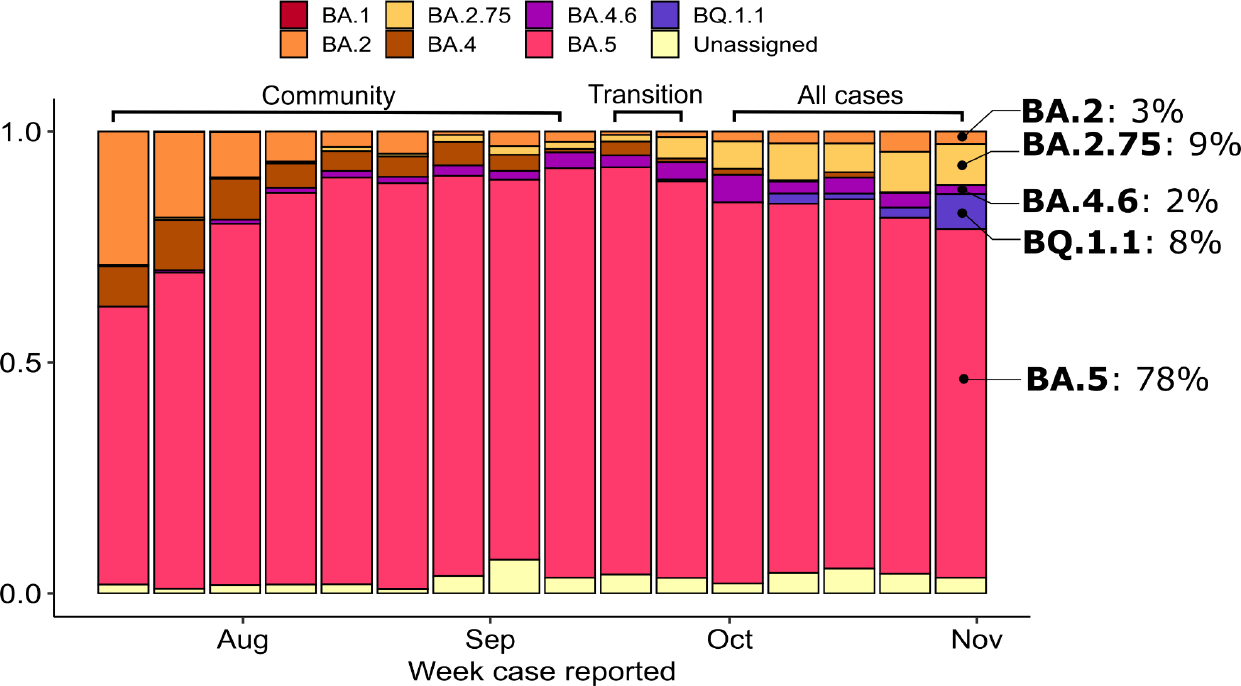 BA.1 BA.2.75 BA.4.6 BQ.1.1
BA.2 BA.4 BA.5 Unassigned
Community Transition All cases
1.0
0.5
0.0
BA.2: 3%
BA.2.75: 9%
BA.4.6: 2%
BQ.1.1: 8%
BA.5: 78%
Aug Sep Oct Nov
Week case reported